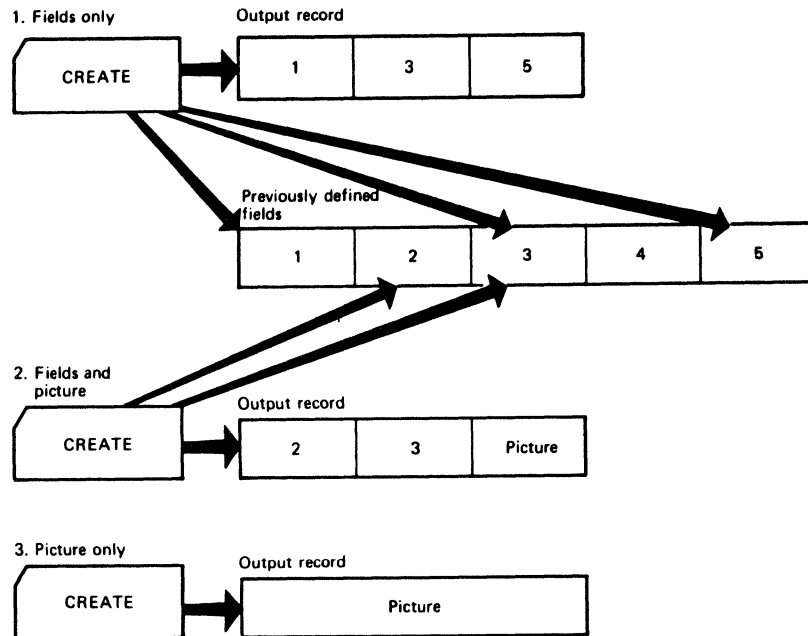 1. Fields only
Output record
CREATE
1 3 5
Previously defined
fields
1 2 3 4 5
2. Fields and
picture
Output record
CREATE
2 3 Picture
3. Picture only
Output record
CREATE
Picture